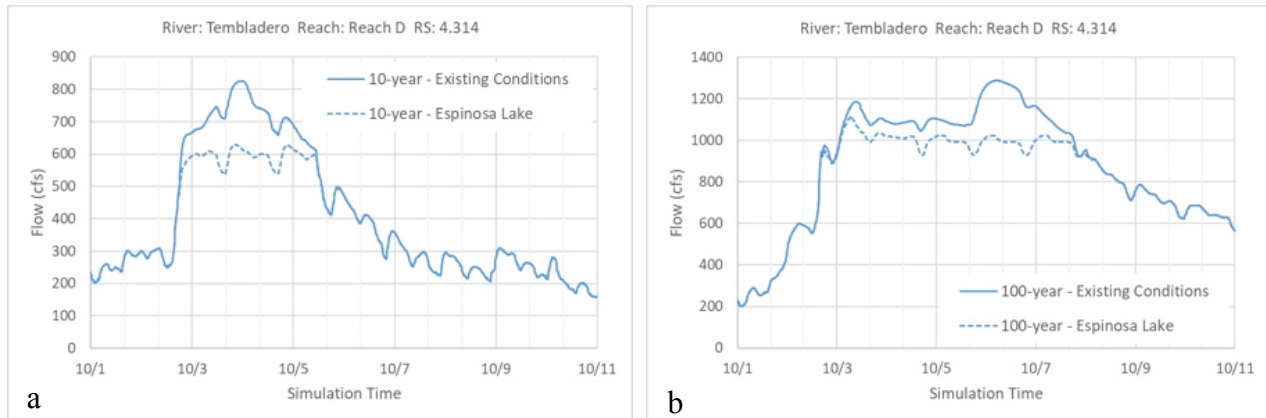 River: Tembladero Reach: Reach D RS: 4.314
900
800
700
600
500
400
300
200
100
0
Flow (cfs)
10-year - Existing Conditions
10-year - Espinosa Lake
10/1 10/3 10/5 10/7 10/9 10/11
Simulation Time
a
River: Tembladero Reach: Reach D RS: 4.314
1400
1200
1000
800
600
400
200
0
Flow (cfs)
100-year - Existing Conditions
100-year - Espinosa Lake
10/1 10/3 10/5 10/7 10/9 10/11
Simulation Time
b